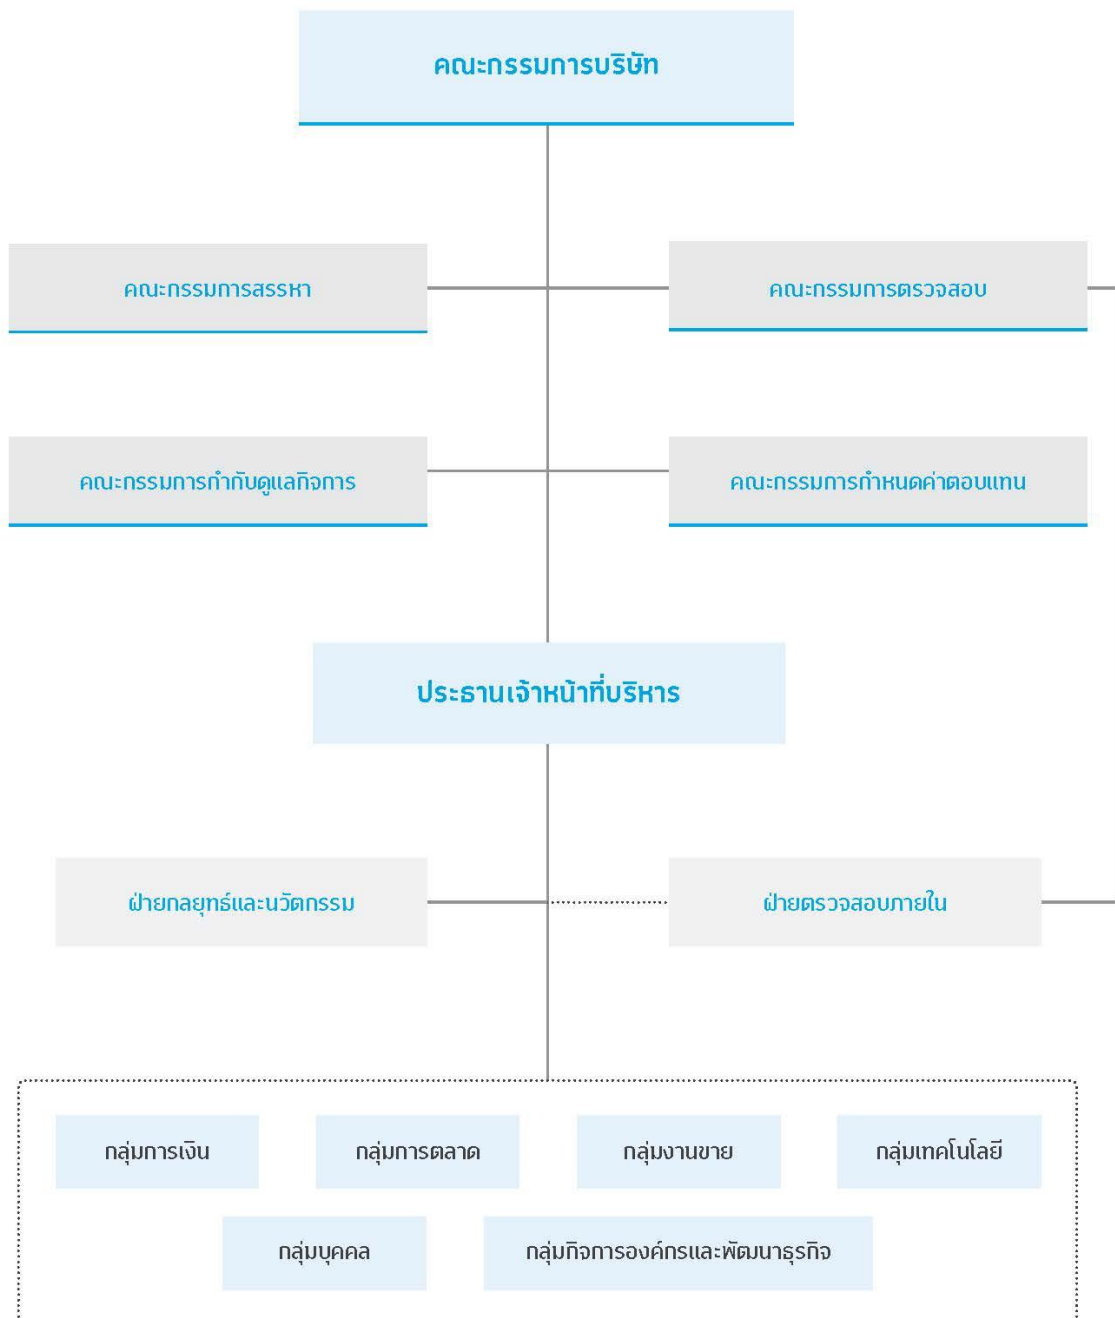 คณะกรรมการบริษัท
คณะกรรมการสรรหา
คณะกรรมการตรวจสอบ
คณะกรรมการกำกับดูแลกิจการ
คณะกรรมการกำหนดค่าตอบแทน
ประธานเจ้าหน้าที่บริหาร
ฝ่ายกลยุทธ์และนวัตกรรม
ฝ่ายตรวจสอบภายใน
กลุ่มการเงิน
กลุ่มการตลาด
กลุ่มงานขาย
กลุ่มเทคโนโลยี
กลุ่มบุคคล
กลุ่มกิจการองค์กรและพัฒนาธุรกิจ